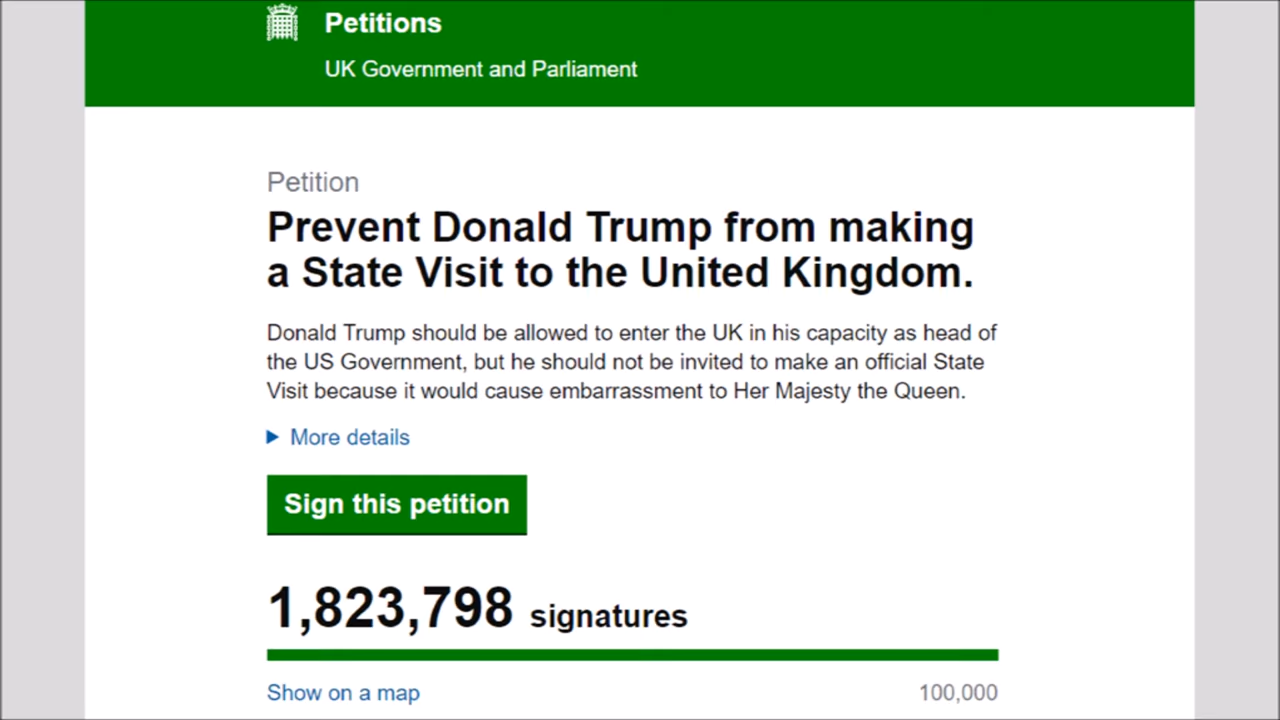 Petitions
UK Government and Parliament
Petition
Prevent Donald Trump from making
a State Visit to the United Kingdom.
Donald Trump should be allowed to enter the UK in his capacity as head of
the US Government, but he should not be invited to make an official State
Visit because it would cause embarrassment to Her Majesty the Queen.
More details
Sign this petition
1,823,798 signatures
Show on a map 100,000